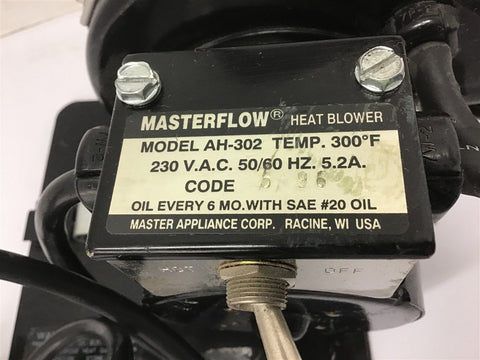 MASTERFLOW® HEAT BLOWER
MODEL AH-302 TEMP. 300°F
230 V.A.C. 50/60 HZ. 5.2A.
CODE
OIL EVERY 6 MO. WITH SAE #20 OIL
MASTER APPLIANCE CORP. RACINE, WI USA
HOT OFF